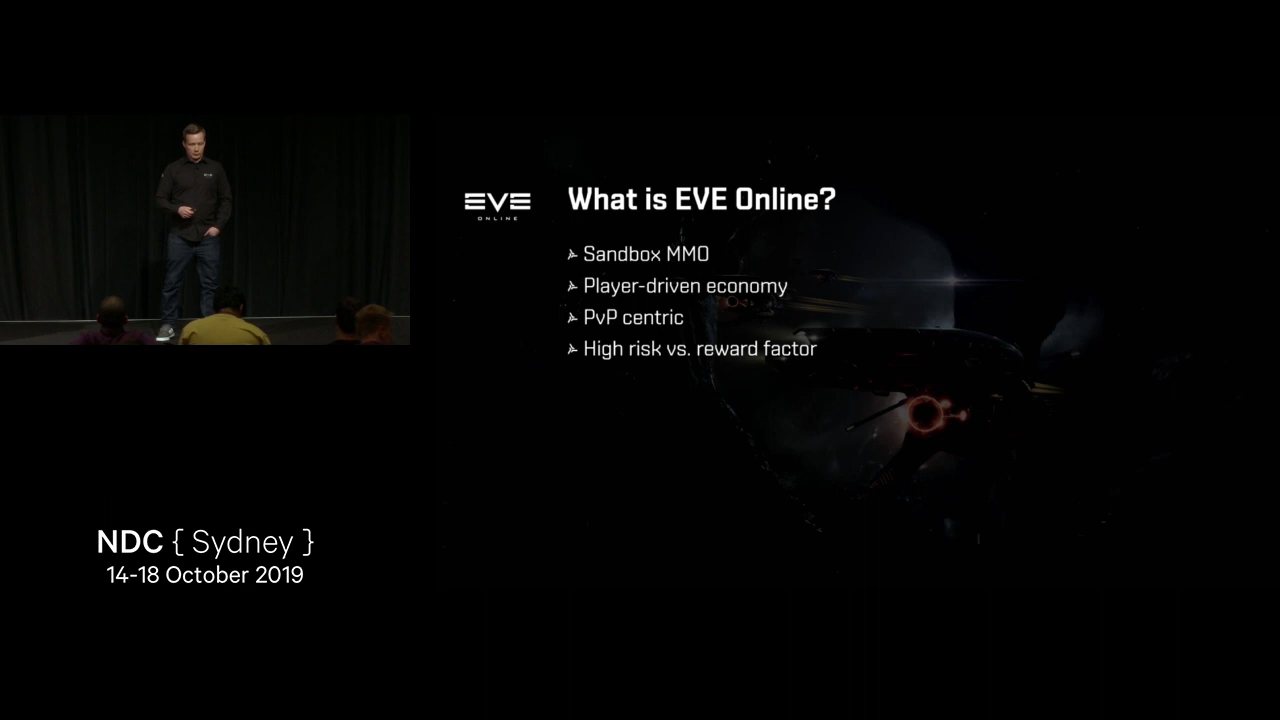 EVE
ONLINE
What is EVE Online?
Sandbox MMO
Player-driven economy
PvP centric
High risk vs. reward factor
NDC { Sydney }
14-18 October 2019